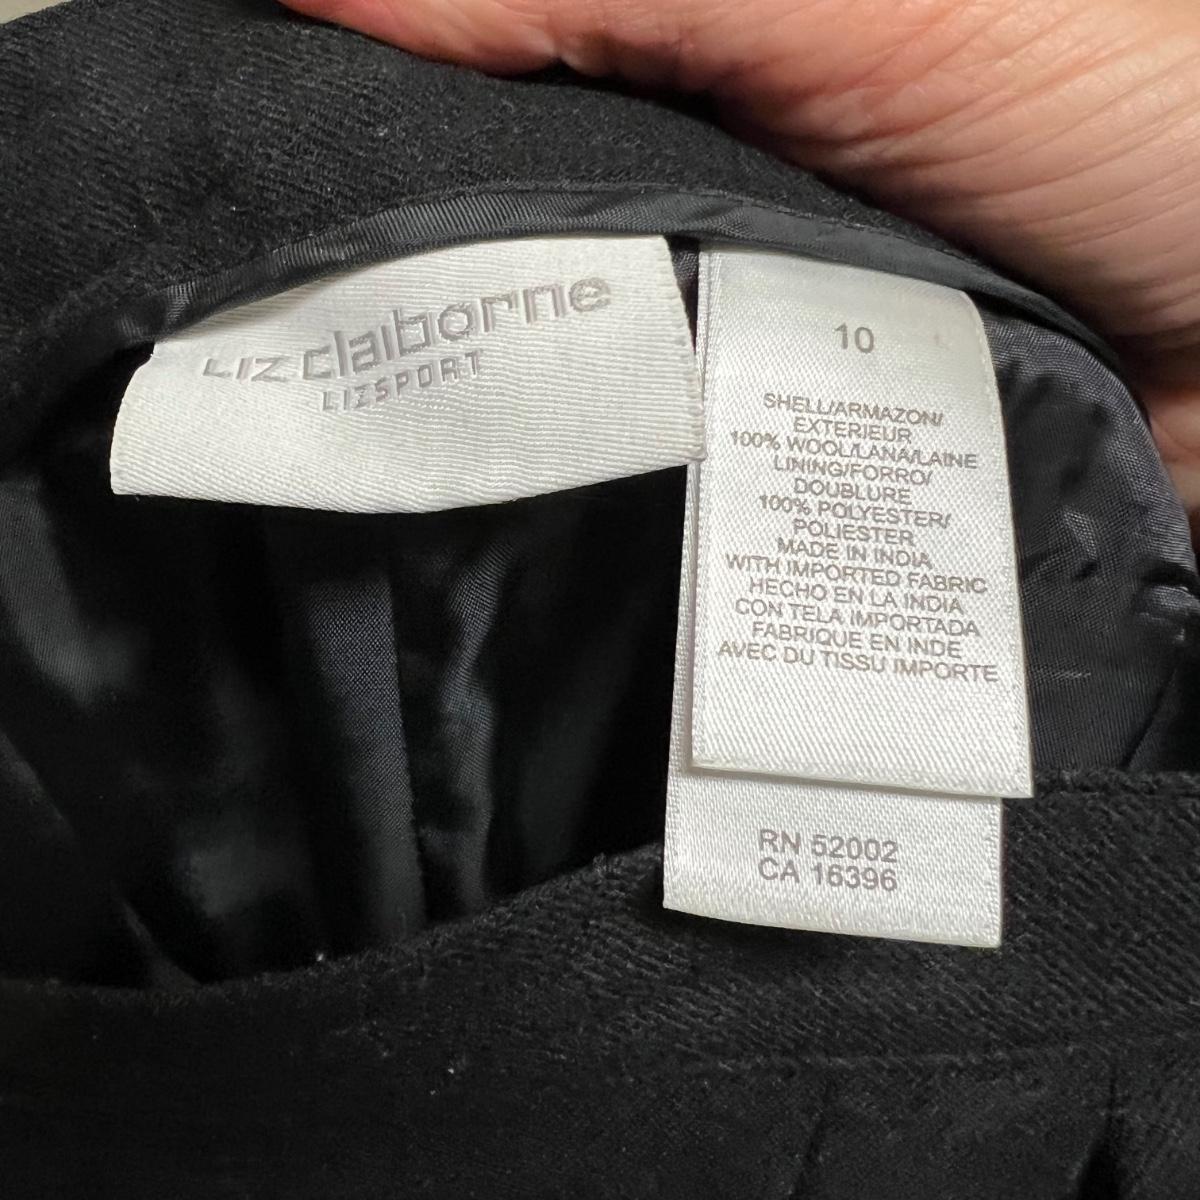 Liz claiborne
LIZSPORT
10
SHELL/ARMAZON/
EXTERIEUR
100% WOOL/LANA/LAINE
LINING/FORRO/
DOUBLURE
100% POLYESTER/
POLIESTER
MADE IN INDIA
WITH IMPORTED FABRIC
HECHO EN LA INDIA
CON TELA IMPORTADA
FABRIQUE EN INDE
AVEC DU TISSU IMPORTE
RN 52002
CA 16396